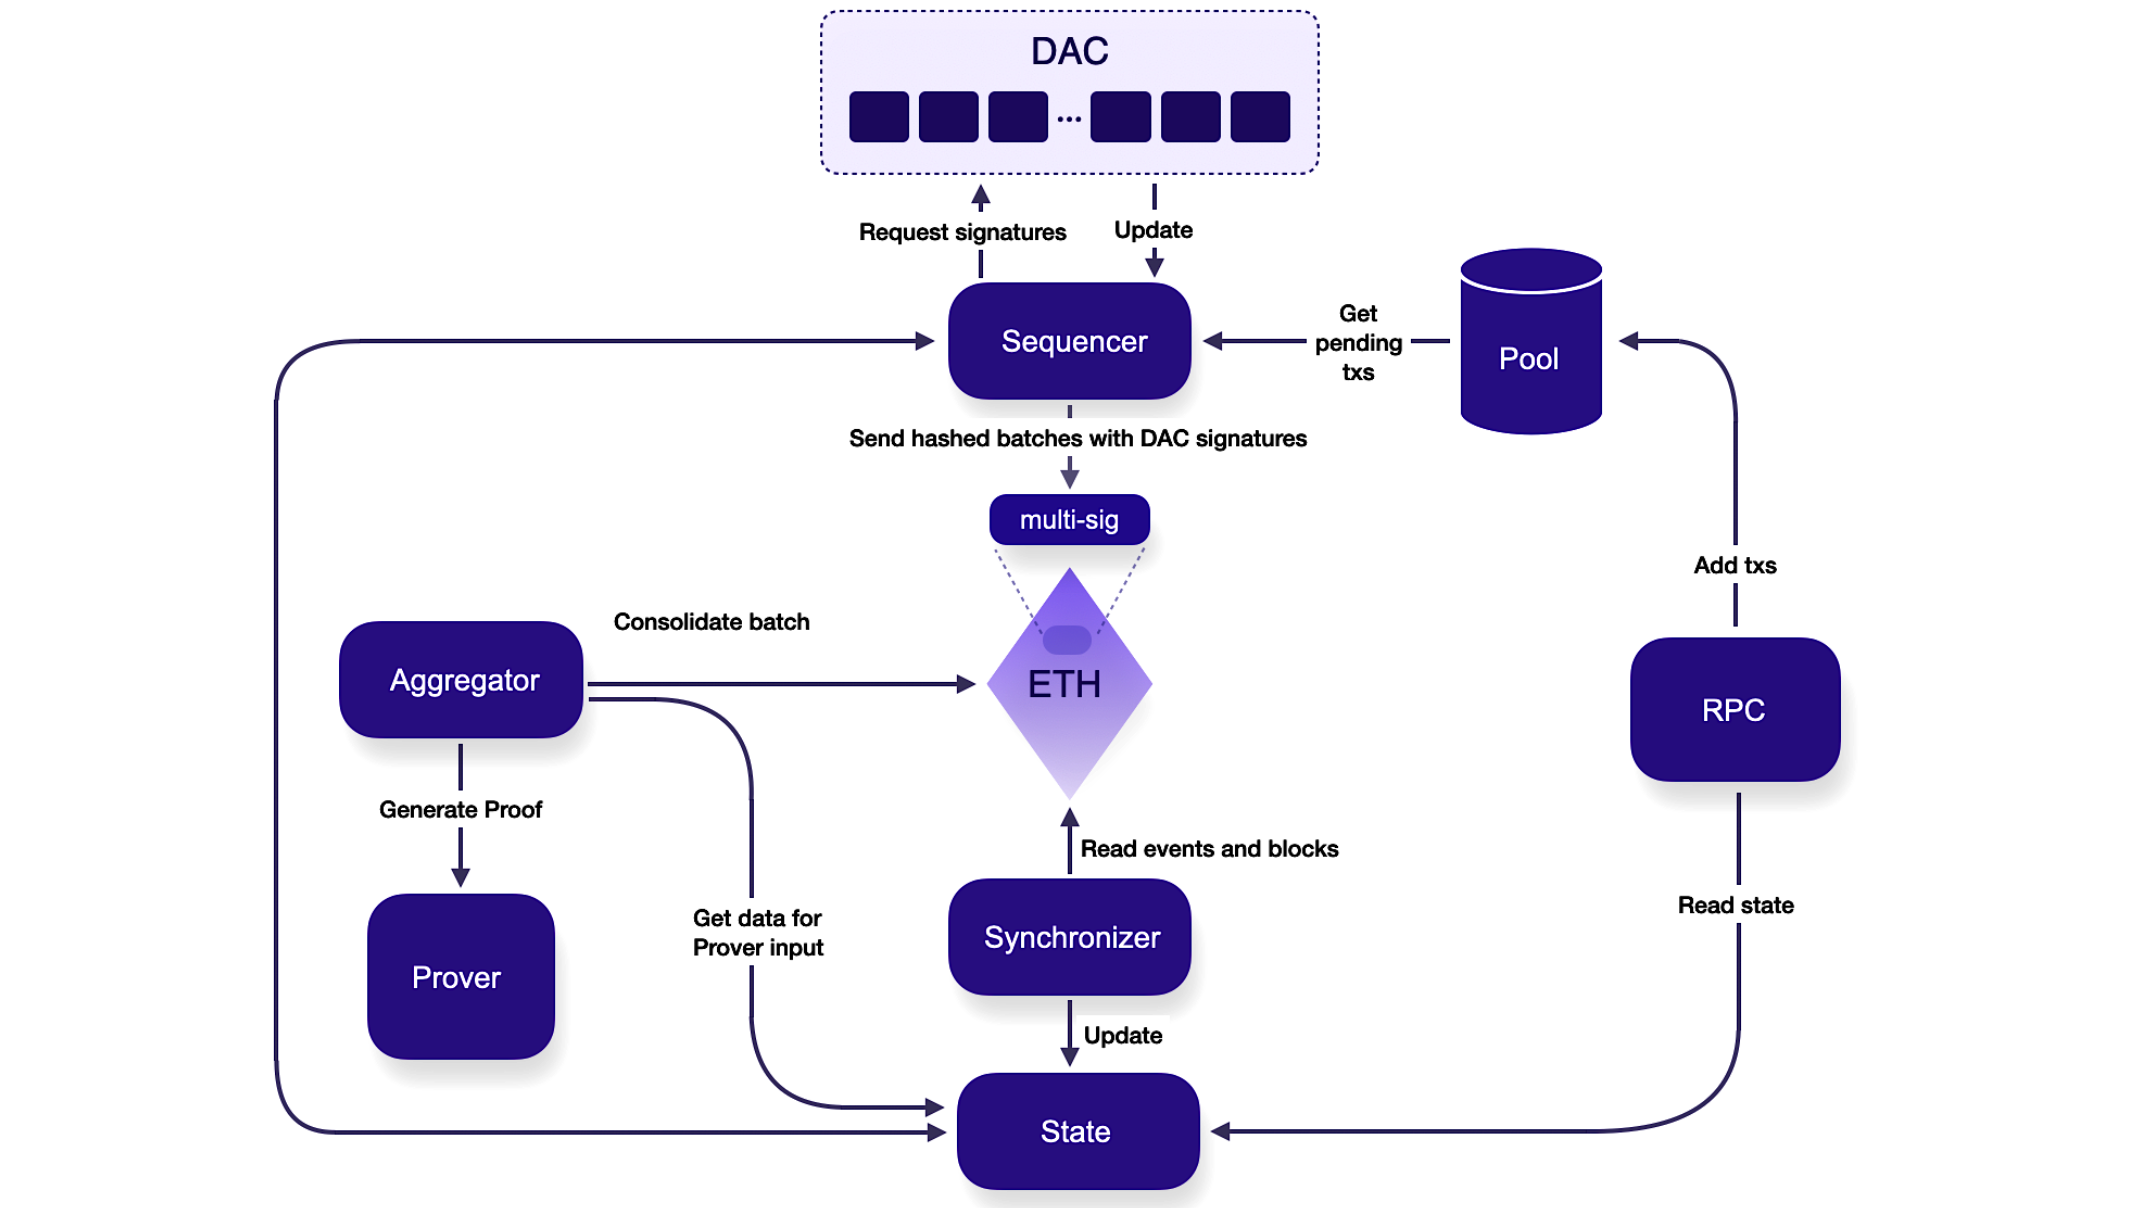 DAC
...
Request signatures
Update
Sequencer
Get
pending
txs
Pool
Send hashed batches with DAC signatures
multi-sig
Add txs
Consolidate batch
Aggregator
ETH
RPC
Generate Proof
Read events and blocks
Read state
Get data for
Prover input
Synchronizer
Prover
Update
State